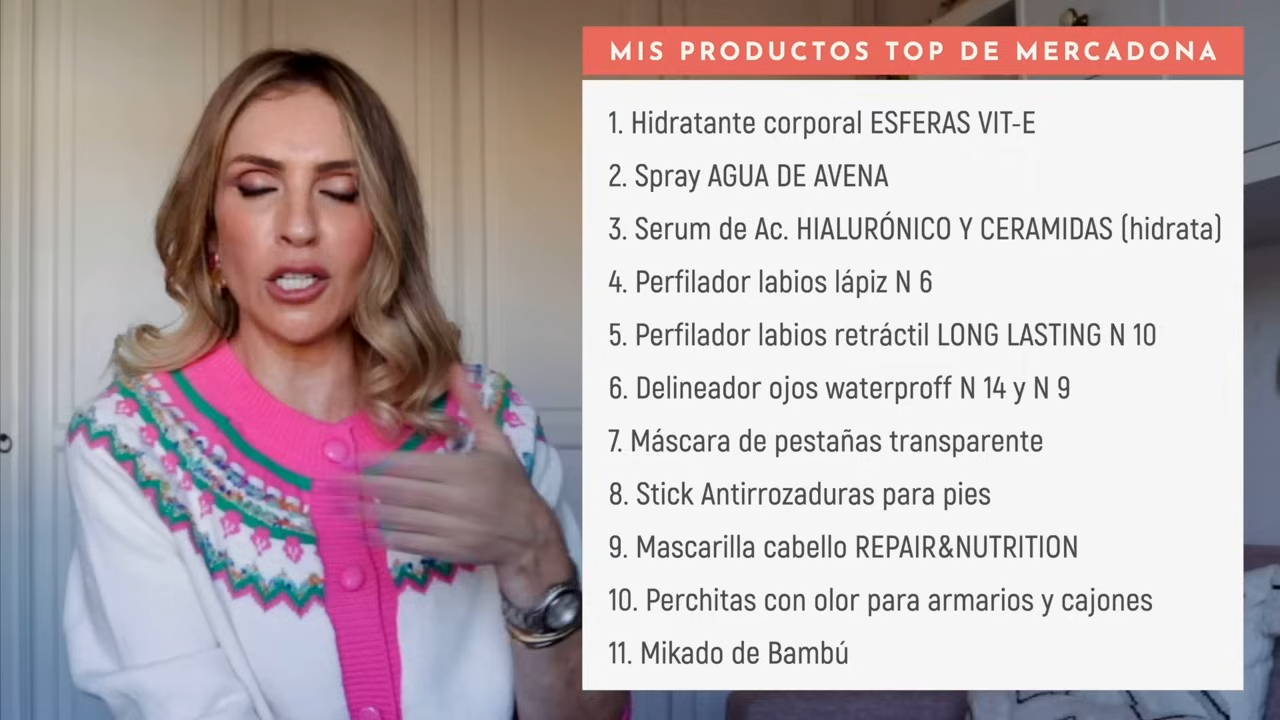 MIS PRODUCTOS TOP DE MERCADONA
1. Hidratante corporal ESFERAS VIT-E
2. Spray AGUA DE AVENA
3. Serum de Ac. HIALURÓNICO Y CERAMIDAS (hidrata)
4. Perfilador labios lápiz N 6
5. Perfilador labios retráctil LONG LASTING N 10
6. Delineador ojos waterproff N 14 y N 9
7. Máscara de pestañas transparente
8. Stick Antirrozaduras para pies
9. Mascarilla cabello REPAIR&NUTRITION
10. Perchitas con olor para armarios y cajones
11. Mikado de Bambú